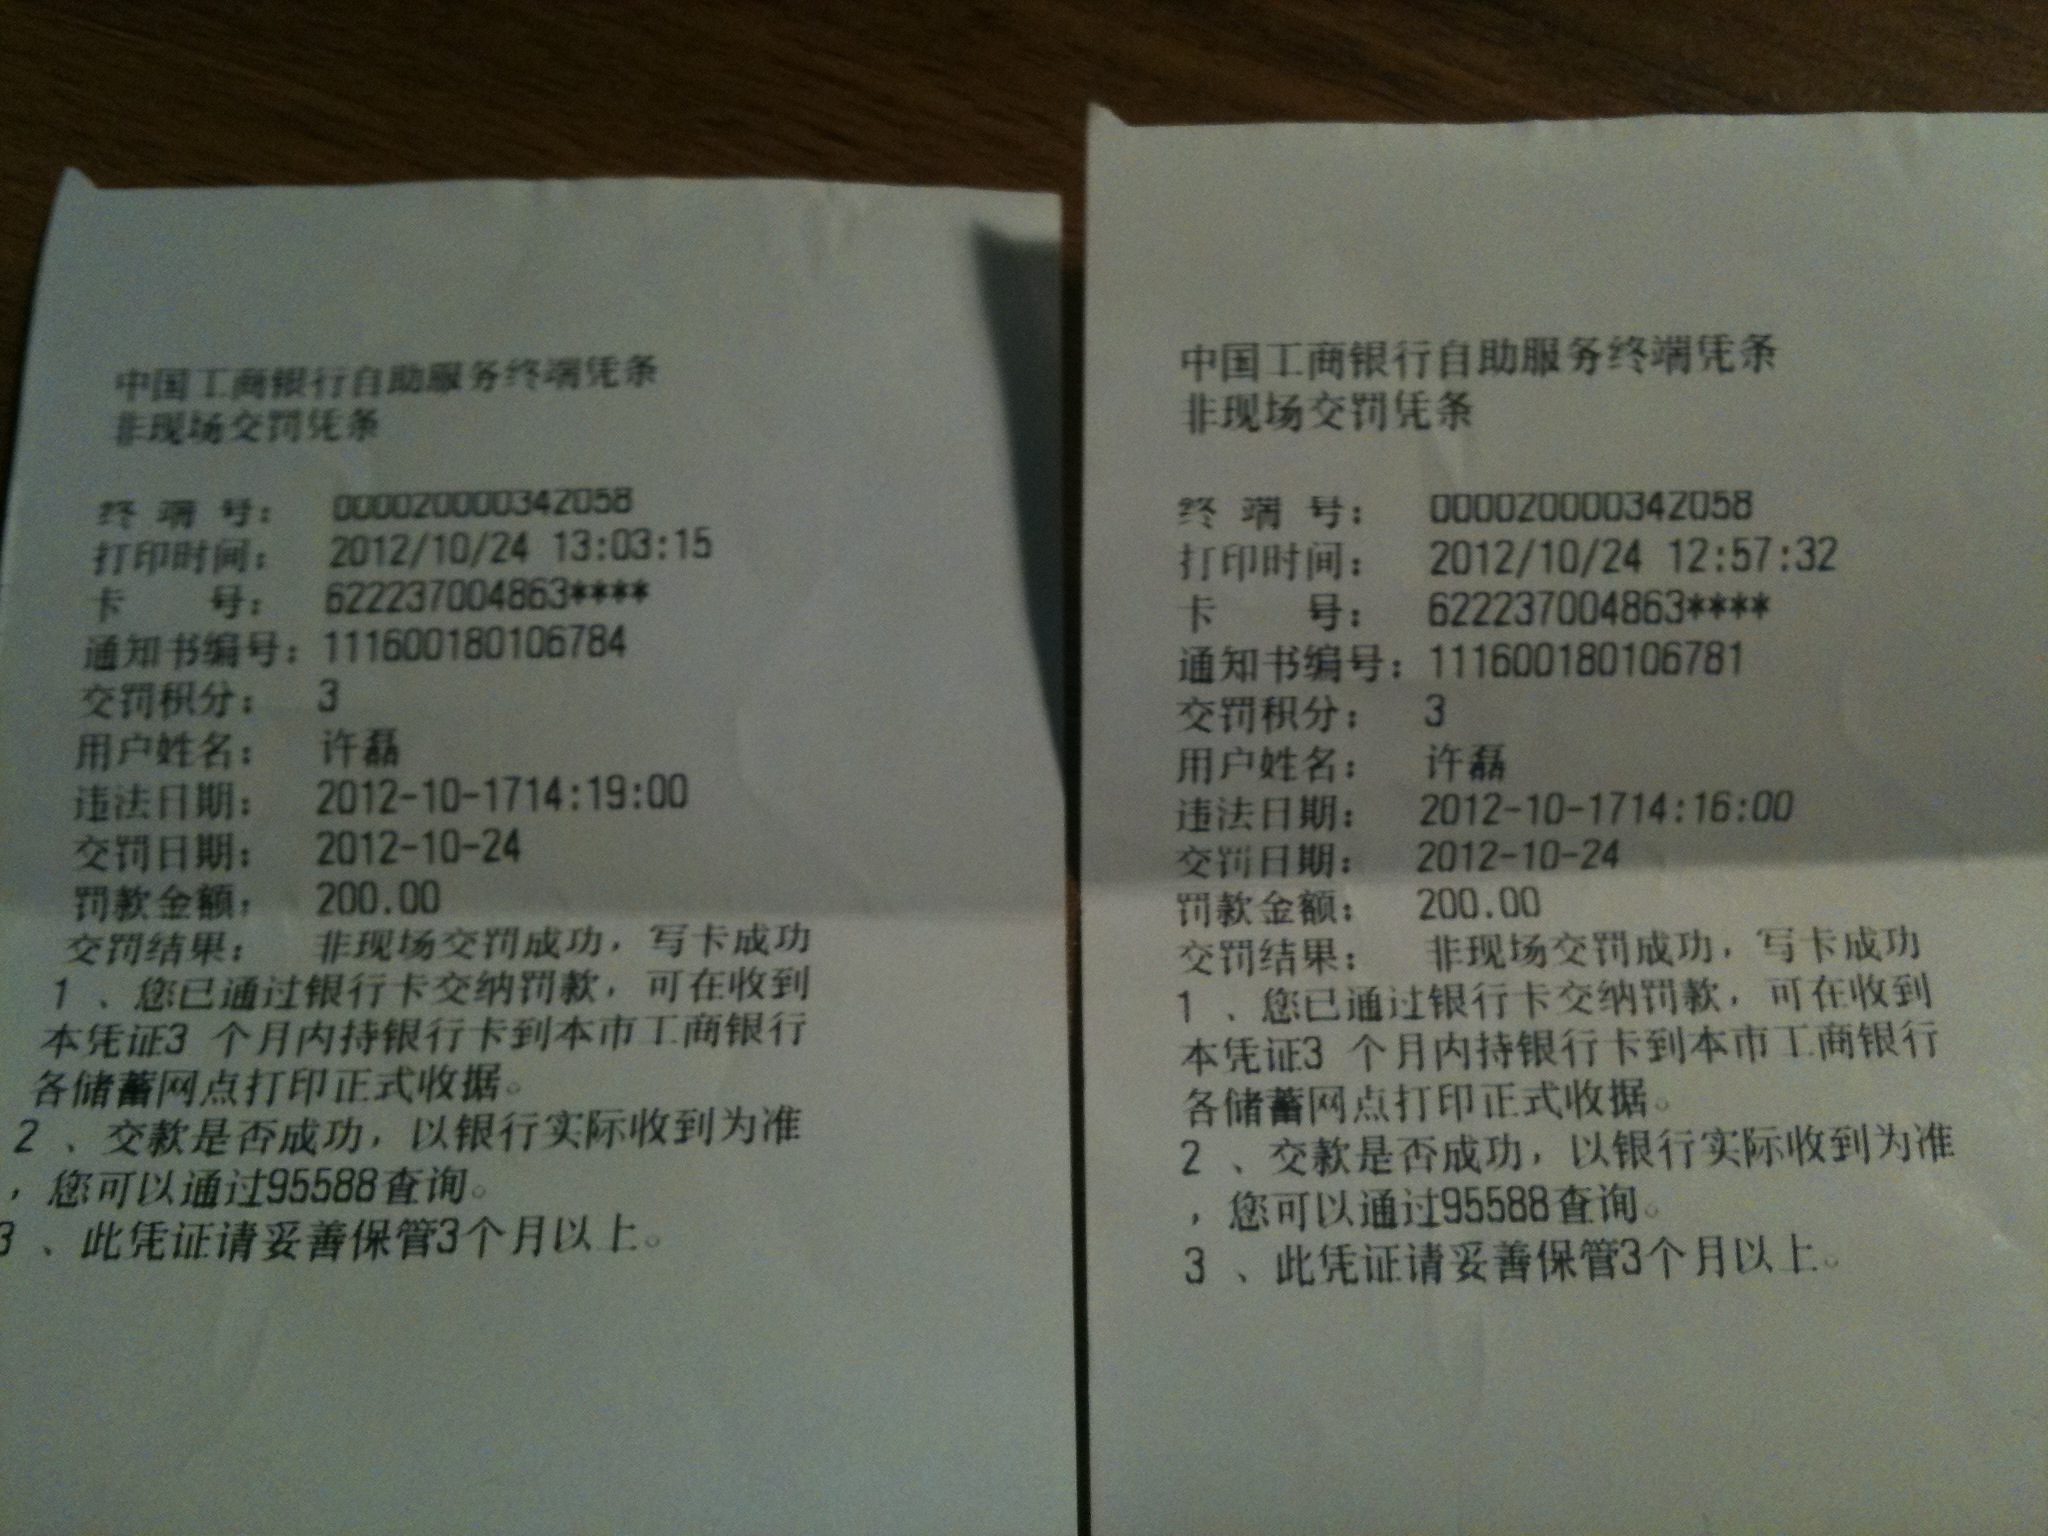 中国工商银行自助服务终端凭条
非现场交罚凭条
终 端 号： 000020000342058
打印时间： 2012/10/24 13:03:15
卡 号： 622237004863****
通知书编号：111600180106784
交罚积分： 3
用户姓名： 许磊
违法日期： 2012-10-1714:19:00
交罚日期： 2012-10-24
罚款金额： 200.00
交罚结果： 非现场交罚成功，写卡成功
1 、您已通过银行卡交纳罚款，可在收到
本凭证3 个月内持银行卡到本市工商银行
各储蓄网点打印正式收据。
2 、交款是否成功，以银行实际收到为准
，您可以通过95588查询。
3 、此凭证请妥善保管3个月以上。
中国工商银行自助服务终端凭条
非现场交罚凭条
终 端 号： 000020000342058
打印时间： 2012/10/24 12:57:32
卡 号： 622237004863****
通知书编号：111600180106781
交罚积分： 3
用户姓名： 许磊
违法日期： 2012-10-1714:16:00
交罚日期： 2012-10-24
罚款金额： 200.00
交罚结果： 非现场交罚成功，写卡成功
1 、您已通过银行卡交纳罚款，可在收到
本凭证3 个月内持银行卡到本市工商银行
各储蓄网点打印正式收据。
2 、交款是否成功，以银行实际收到为准
，您可以通过95588查询。
3 、此凭证请妥善保管3个月以上。